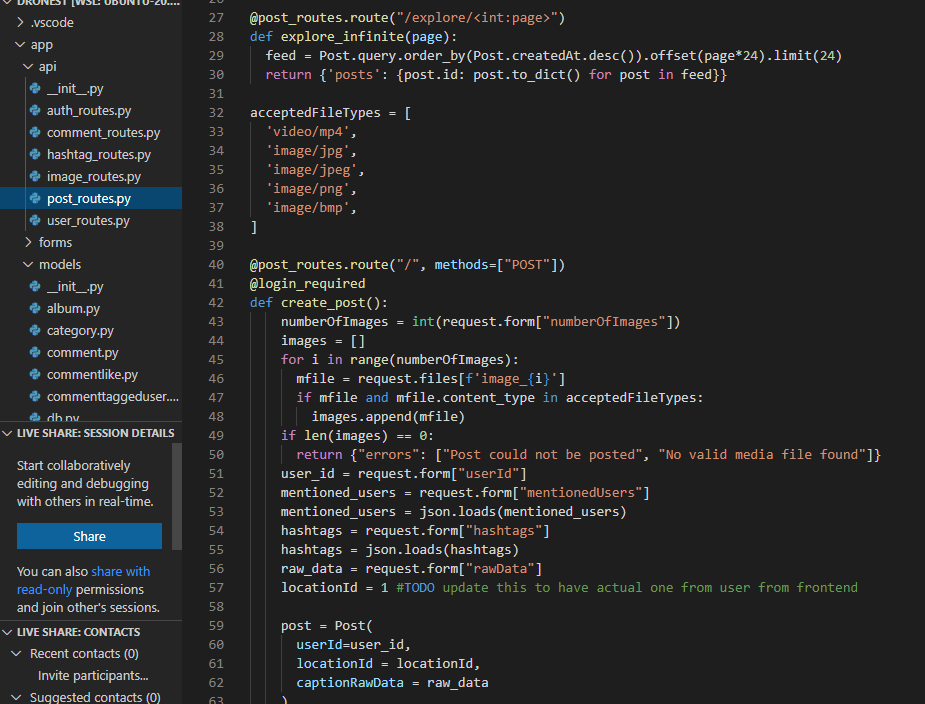 DRONEST [WSL: UBUNTU-20....
.vscode
app
api
__init__.py
auth_routes.py
comment_routes.py
hashtag_routes.py
image_routes.py
post_routes.py
user_routes.py
forms
models
__init__.py
album.py
category.py
comment.py
commentlike.py
commenttaggeduser....
db.py
LIVE SHARE: SESSION DETAILS
Start collaboratively
editing and debugging
with others in real-time.
Share
You can also share with
read-only permissions
and join other's sessions.
LIVE SHARE: CONTACTS
Recent contacts (0)
Invite participants...
Suggested contacts (0)
26
27 @post_routes.route("/explore/<int:page>")
28 def explore_infinite(page):
29   feed = Post.query.order_by(Post.createdAt.desc()).offset(page*24).limit(24)
30   return {'posts': {post.id: post.to_dict() for post in feed}}
31
32 acceptedFileTypes = [
33   'video/mp4',
34   'image/jpg',
35   'image/jpeg',
36   'image/png',
37   'image/bmp',
38 ]
39
40 @post_routes.route("/", methods=["POST"])
41 @login_required
42 def create_post():
43     numberOfImages = int(request.form["numberOfImages"])
44     images = []
45     for i in range(numberOfImages):
46       mfile = request.files[f'image_{i}']
47       if mfile and mfile.content_type in acceptedFileTypes:
48         images.append(mfile)
49     if len(images) == 0:
50       return {"errors": ["Post could not be posted", "No valid media file found"]}
51     user_id = request.form["userId"]
52     mentioned_users = request.form["mentionedUsers"]
53     mentioned_users = json.loads(mentioned_users)
54     hashtags = request.form["hashtags"]
55     hashtags = json.loads(hashtags)
56     raw_data = request.form["rawData"]
57     locationId = 1 #TODO update this to have actual one from user from frontend
58
59     post = Post(
60       userId=user_id,
61       locationId = locationId,
62       captionRawData = raw_data
63     )